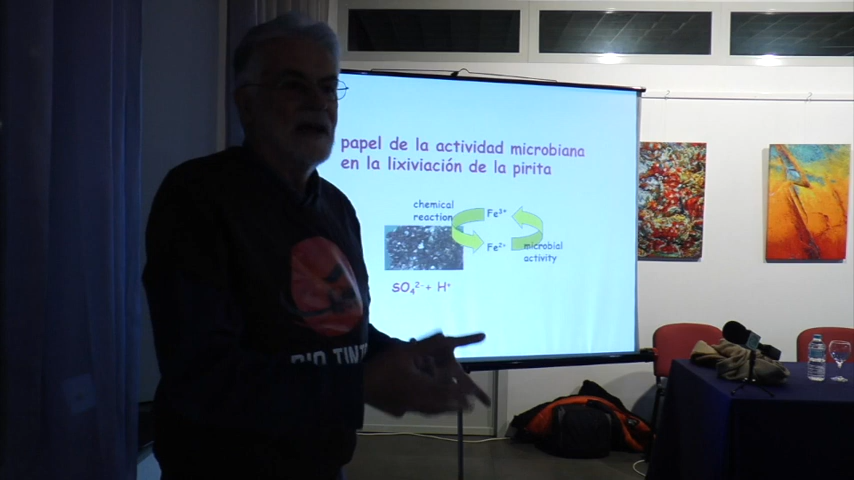 papel de la actividad microbiana
en la lixiviación de la pirita
chemical
reaction
Fe³⁺
Fe²⁺
microbial
activity
SO₄²⁻ + H⁺
RIO TINTO